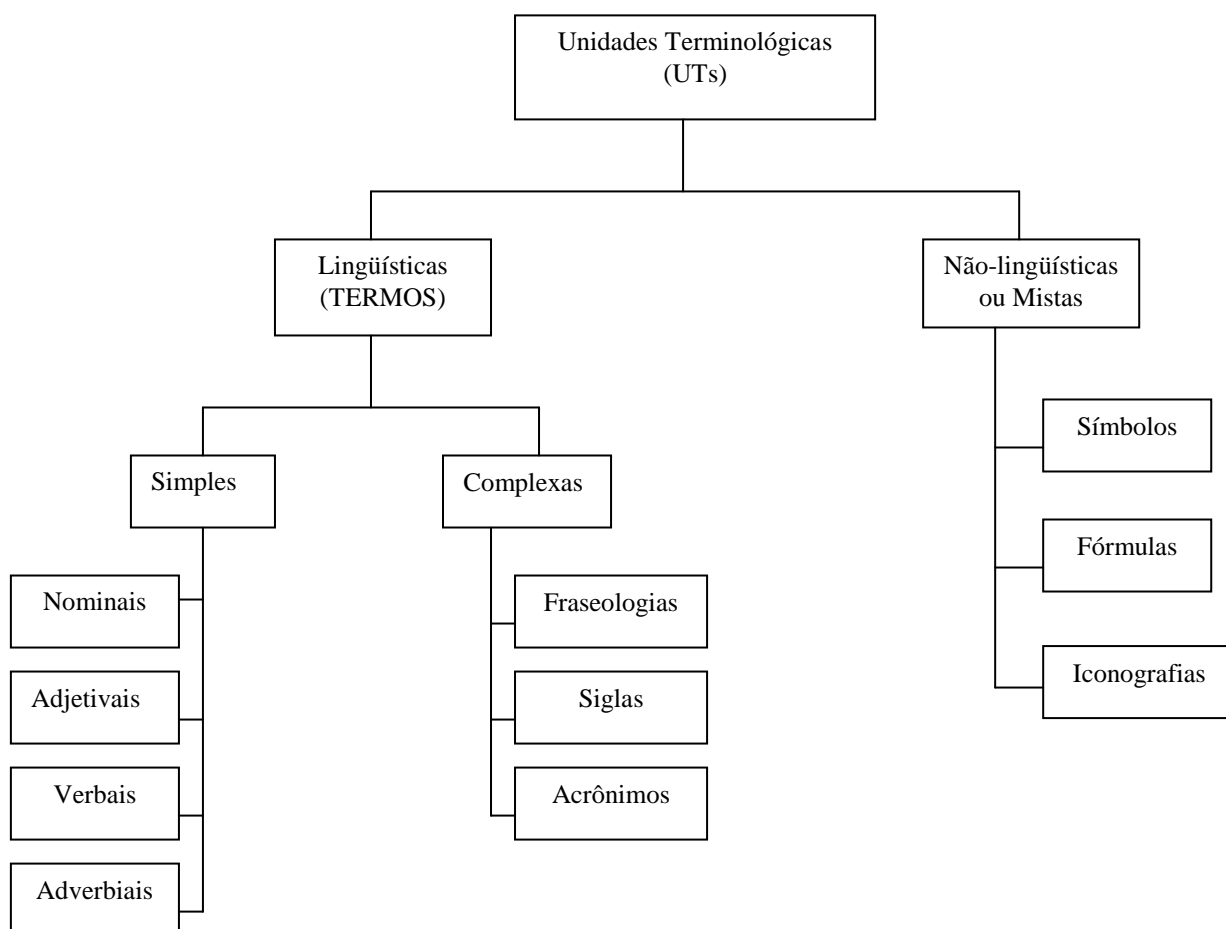 Unidades Terminológicas
(UTs)
Lingüísticas
(TERMOS)
Não-lingüísticas
ou Mistas
Simples
Complexas
Nominais
Adjetivais
Verbais
Adverbiais
Fraseologias
Siglas
Acrônimos
Símbolos
Fórmulas
Iconografias